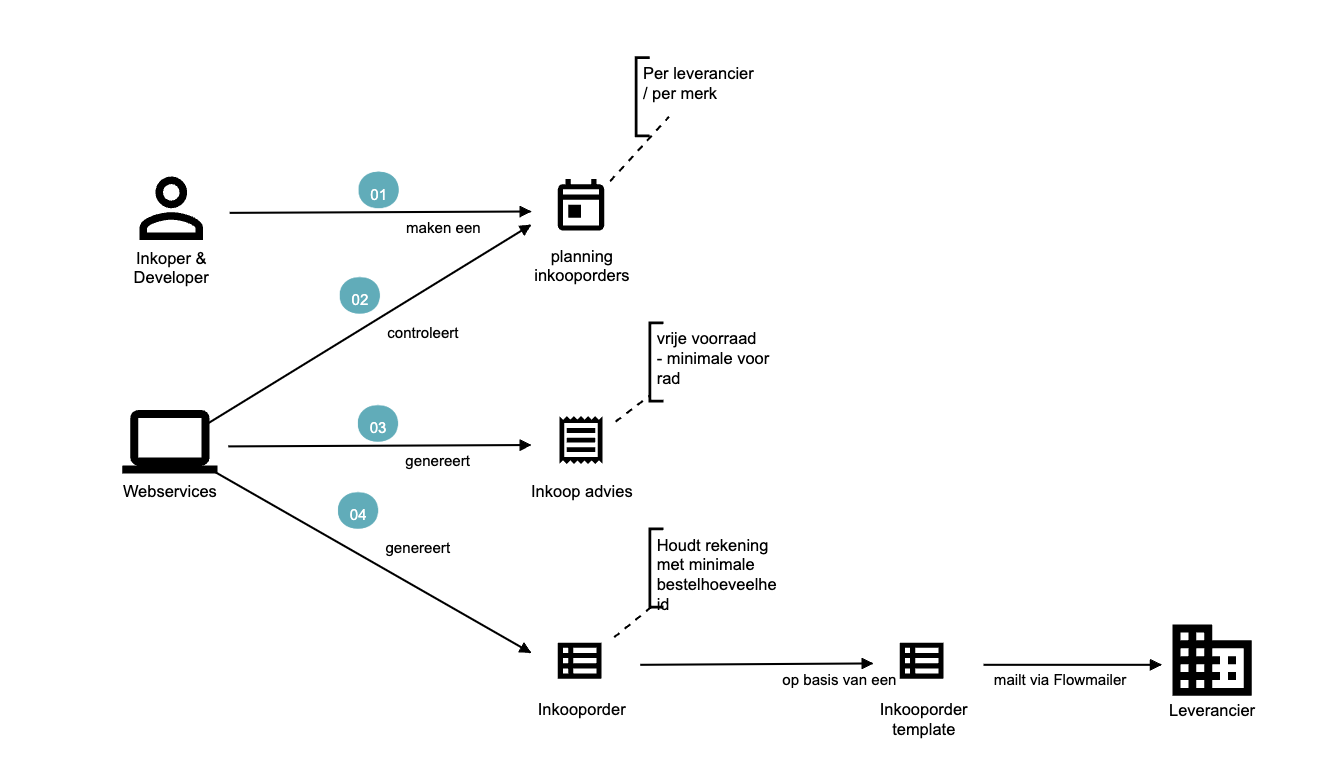 Per leverancier
/ per merk
01
maken een
Inkoper &
Developer
planning
inkooporders
02
controleert
vrije voorraad
- minimale voor
rad
03
genereert
Webservices
Inkoop advies
04
genereert
Houdt rekening
met minimale
bestelhoeveelhe
id
op basis van een
mailt via Flowmailer
Inkooporder
Inkooporder
template
Leverancier